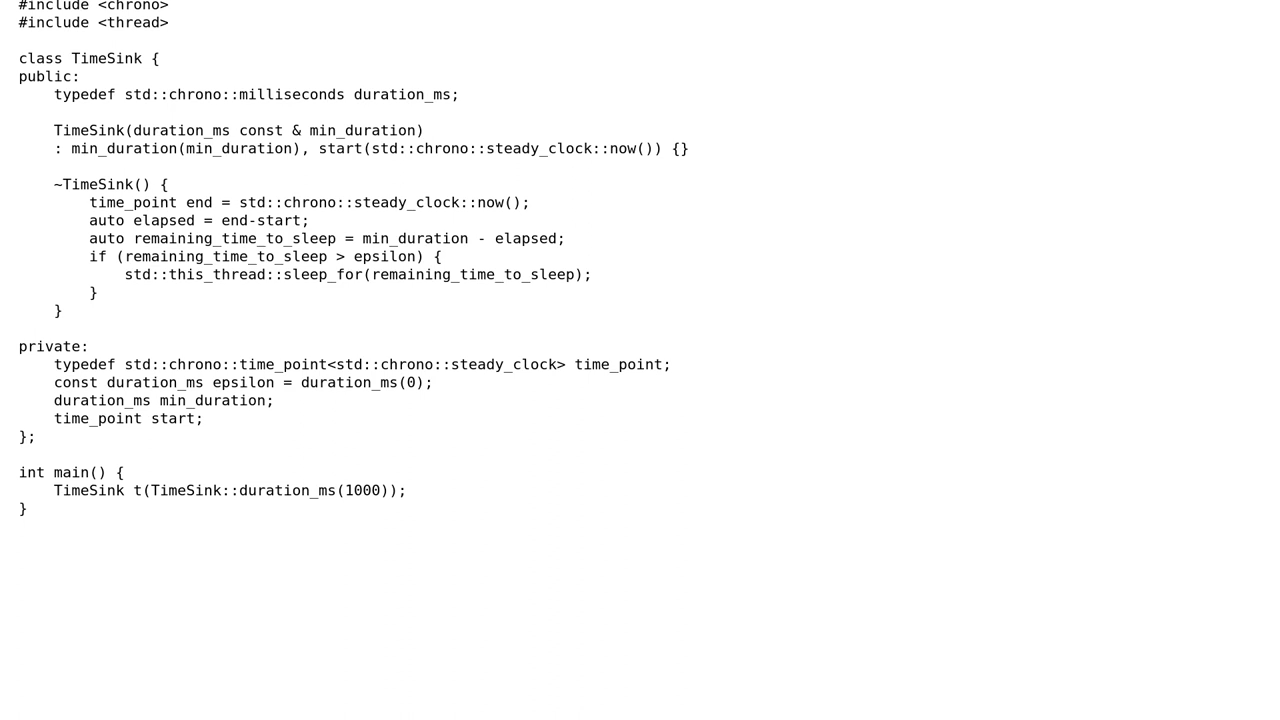 #include <chrono>
#include <thread>

class TimeSink {
public:
    typedef std::chrono::milliseconds duration_ms;

    TimeSink(duration_ms const & min_duration)
    : min_duration(min_duration), start(std::chrono::steady_clock::now()) {}

    ~TimeSink() {
        time_point end = std::chrono::steady_clock::now();
        auto elapsed = end-start;
        auto remaining_time_to_sleep = min_duration - elapsed;
        if (remaining_time_to_sleep > epsilon) {
            std::this_thread::sleep_for(remaining_time_to_sleep);
        }
    }

private:
    typedef std::chrono::time_point<std::chrono::steady_clock> time_point;
    const duration_ms epsilon = duration_ms(0);
    duration_ms min_duration;
    time_point start;
};

int main() {
    TimeSink t(TimeSink::duration_ms(1000));
}